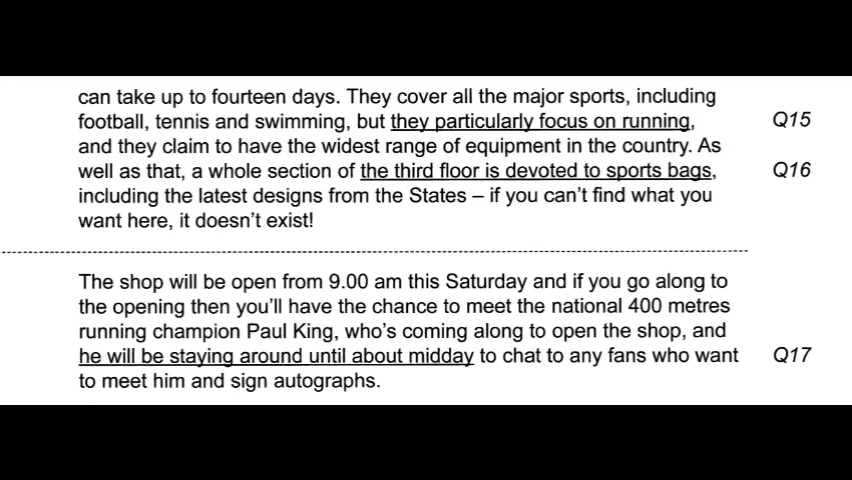 can take up to fourteen days. They cover all the major sports, including
football, tennis and swimming, but they particularly focus on running, Q15
and they claim to have the widest range of equipment in the country. As
well as that, a whole section of the third floor is devoted to sports bags, Q16
including the latest designs from the States – if you can't find what you
want here, it doesn't exist!
The shop will be open from 9.00 am this Saturday and if you go along to
the opening then you'll have the chance to meet the national 400 metres
running champion Paul King, who's coming along to open the shop, and
he will be staying around until about midday to chat to any fans who want Q17
to meet him and sign autographs.